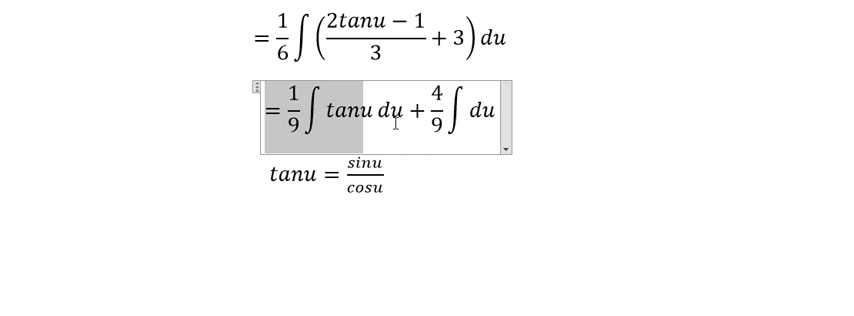 = 1/6 ∫ ( (2tanu − 1)/3 + 3 ) du
= 1/9 ∫ tanu du + 4/9 ∫ du
tanu = sinu/cosu